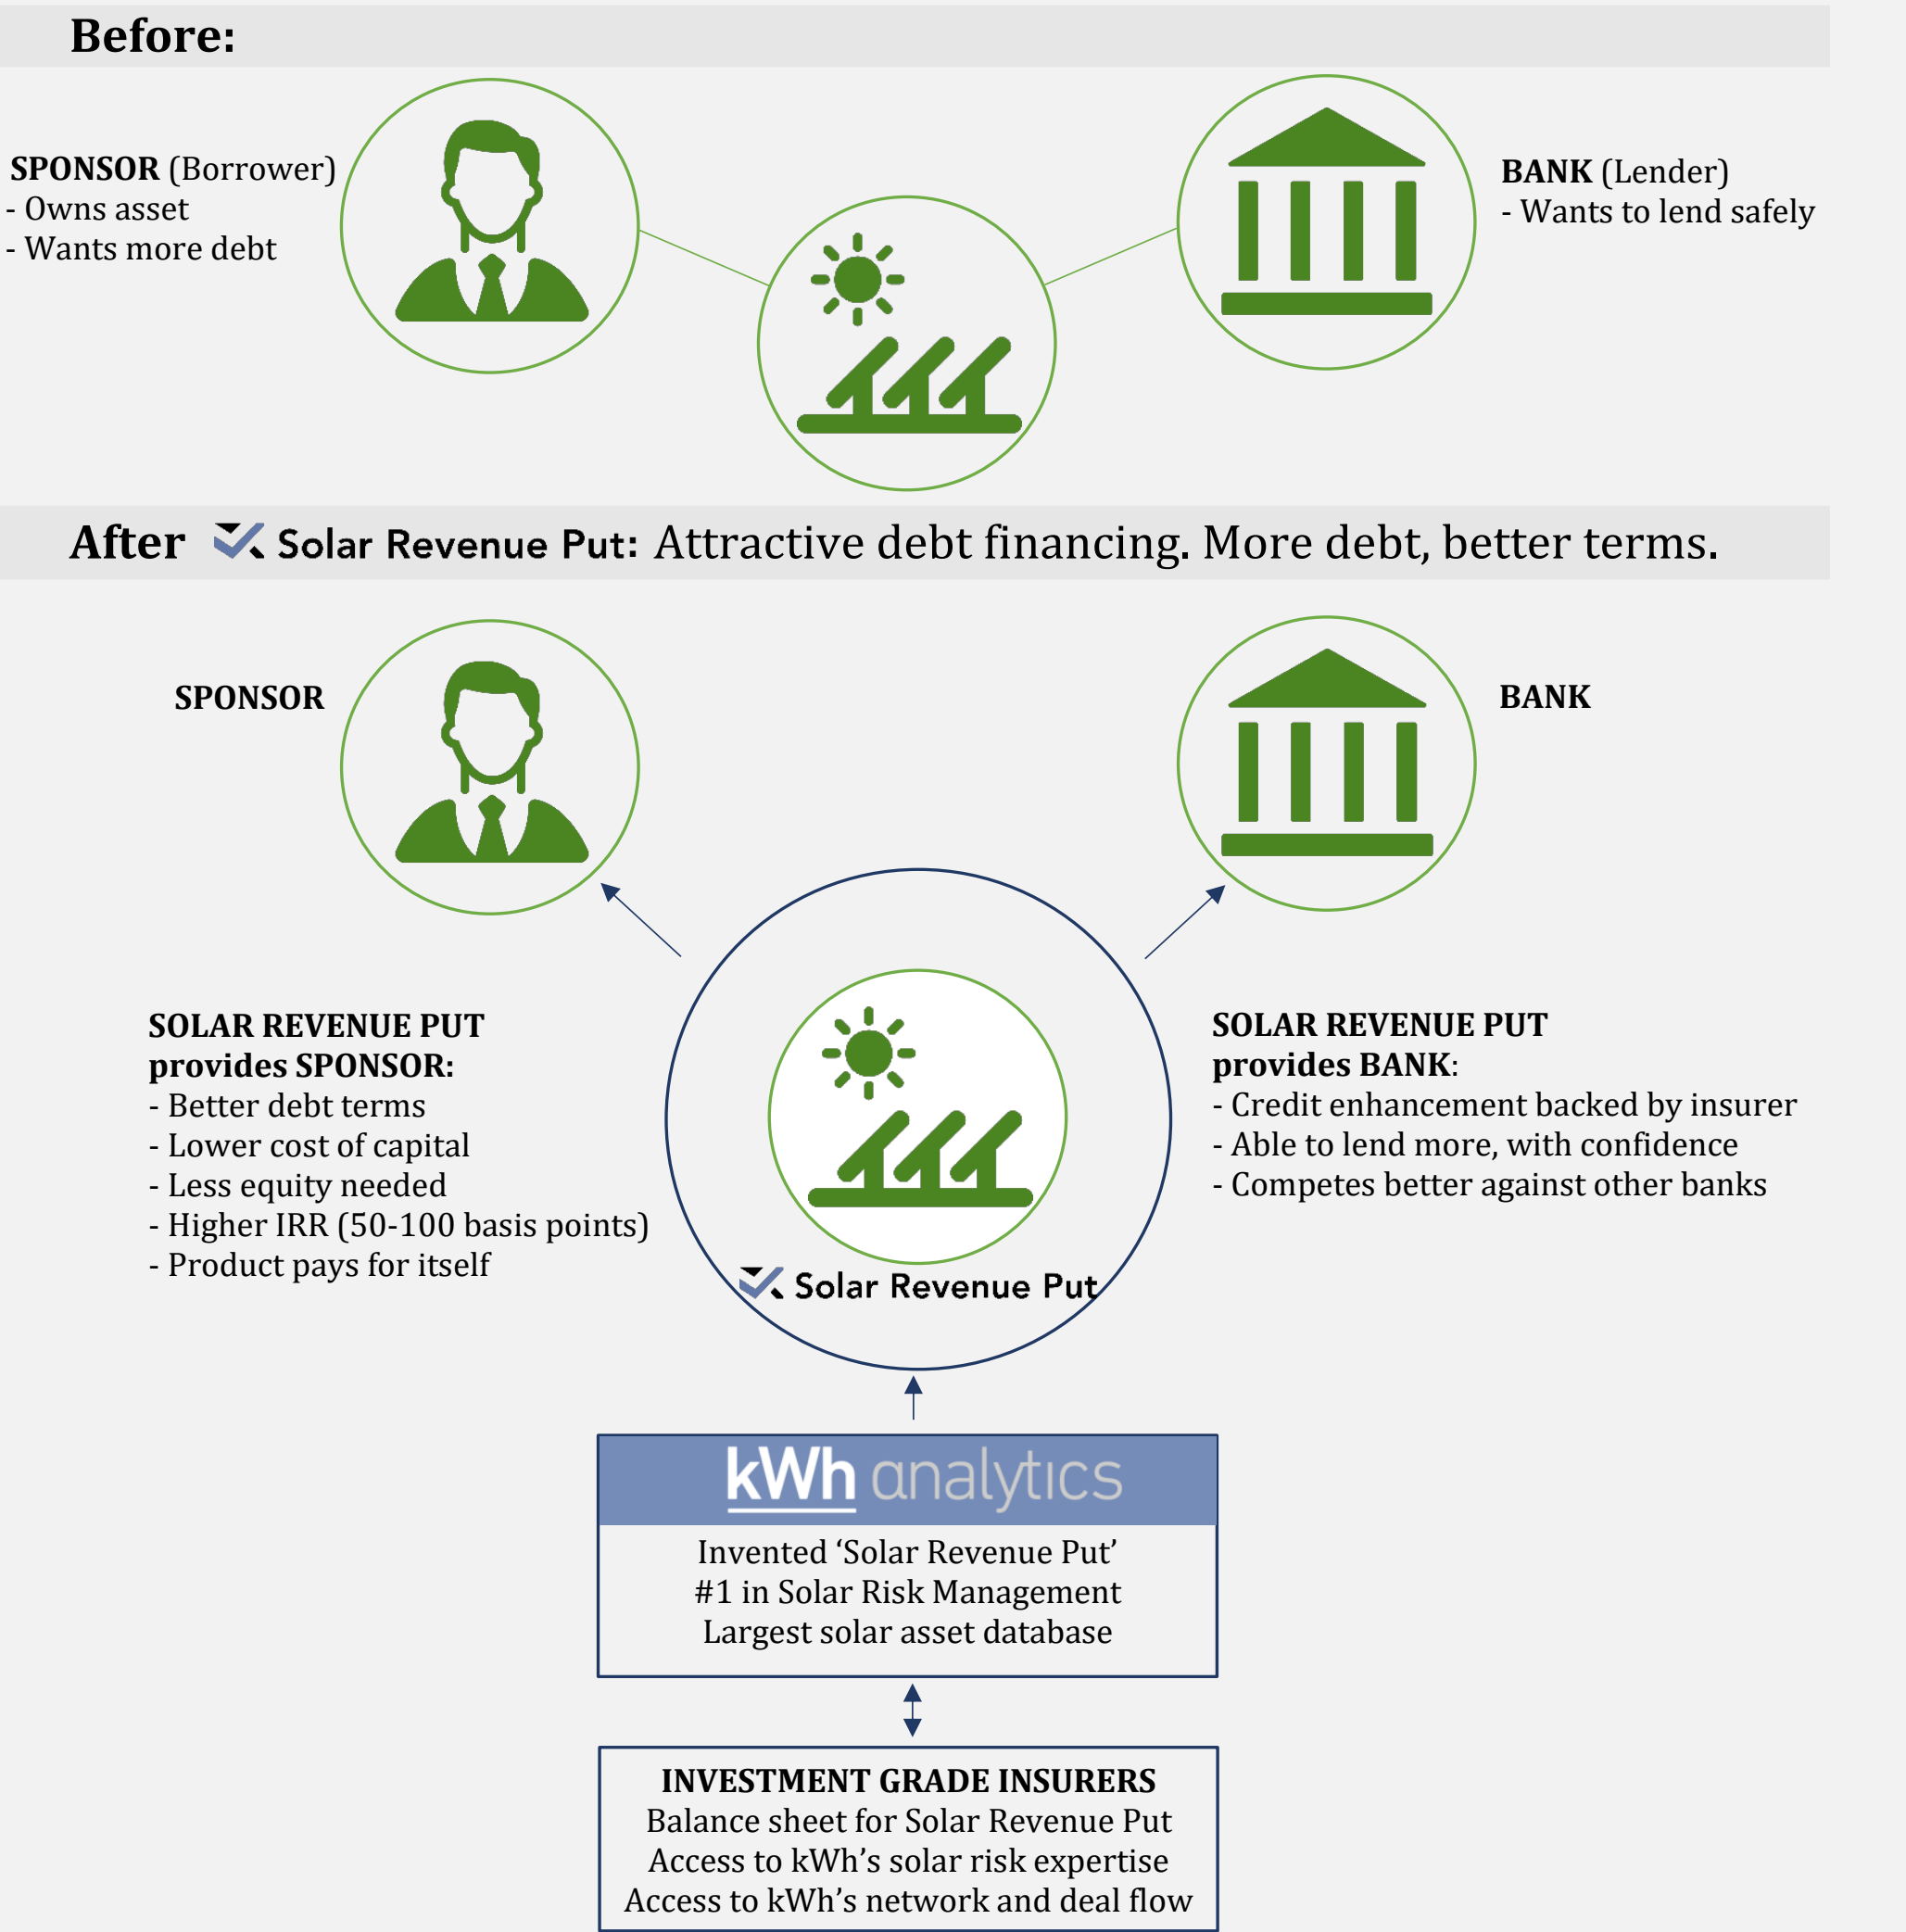 Before:
SPONSOR (Borrower)
- Owns asset
- Wants more debt
BANK (Lender)
- Wants to lend safely
After Solar Revenue Put: Attractive debt financing. More debt, better terms.
SPONSOR
BANK
SOLAR REVENUE PUT
provides SPONSOR:
- Better debt terms
- Lower cost of capital
- Less equity needed
- Higher IRR (50-100 basis points)
- Product pays for itself
SOLAR REVENUE PUT
provides BANK:
- Credit enhancement backed by insurer
- Able to lend more, with confidence
- Competes better against other banks
Solar Revenue Put
kWh analytics
Invented ‘Solar Revenue Put’
#1 in Solar Risk Management
Largest solar asset database
INVESTMENT GRADE INSURERS
Balance sheet for Solar Revenue Put
Access to kWh’s solar risk expertise
Access to kWh’s network and deal flow